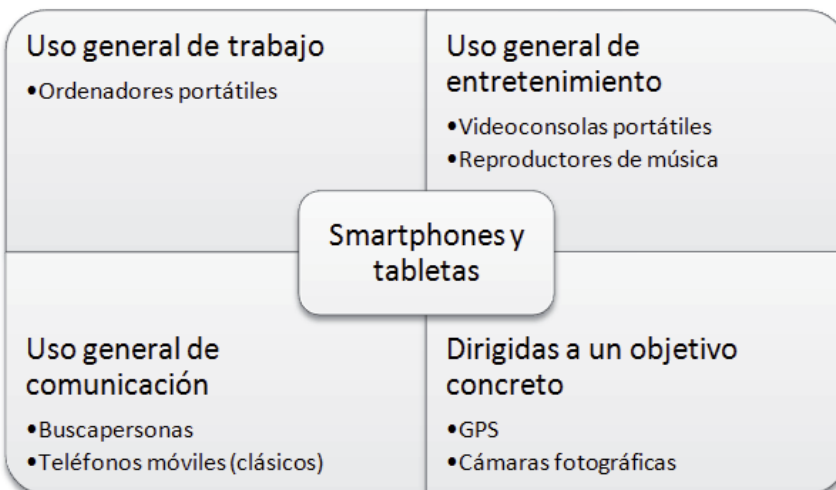 Uso general de trabajo
•Ordenadores portátiles
Uso general de
entretenimiento
•Videoconsolas portátiles
•Reproductores de música
Smartphones y
tabletas
Uso general de
comunicación
•Buscapersonas
•Teléfonos móviles (clásicos)
Dirigidas a un objetivo
concreto
•GPS
•Cámaras fotográficas